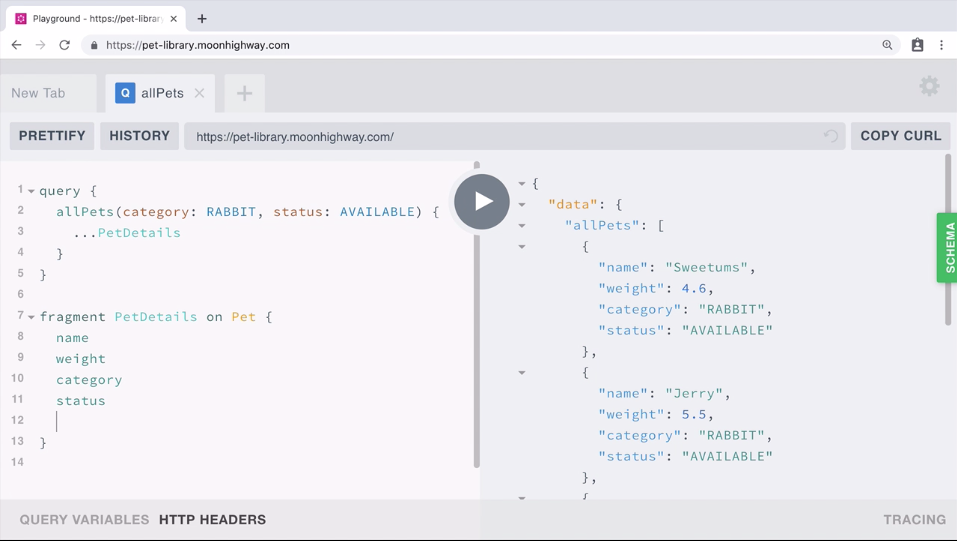 Playground - https://pet-librar
https://pet-library.moonhighway.com
New Tab
Q allPets
PRETTIFY
HISTORY
https://pet-library.moonhighway.com/
COPY CURL
1 query {
2 allPets(category: RABBIT, status: AVAILABLE) {
3 ...PetDetails
4 }
5 }
6
7 fragment PetDetails on Pet {
8 name
9 weight
10 category
11 status
12
13 }
14
{
"data": {
"allPets": [
{
"name": "Sweetums",
"weight": 4.6,
"category": "RABBIT",
"status": "AVAILABLE"
},
{
"name": "Jerry",
"weight": 5.5,
"category": "RABBIT",
"status": "AVAILABLE"
},
{
SCHEMA
QUERY VARIABLES
HTTP HEADERS
TRACING